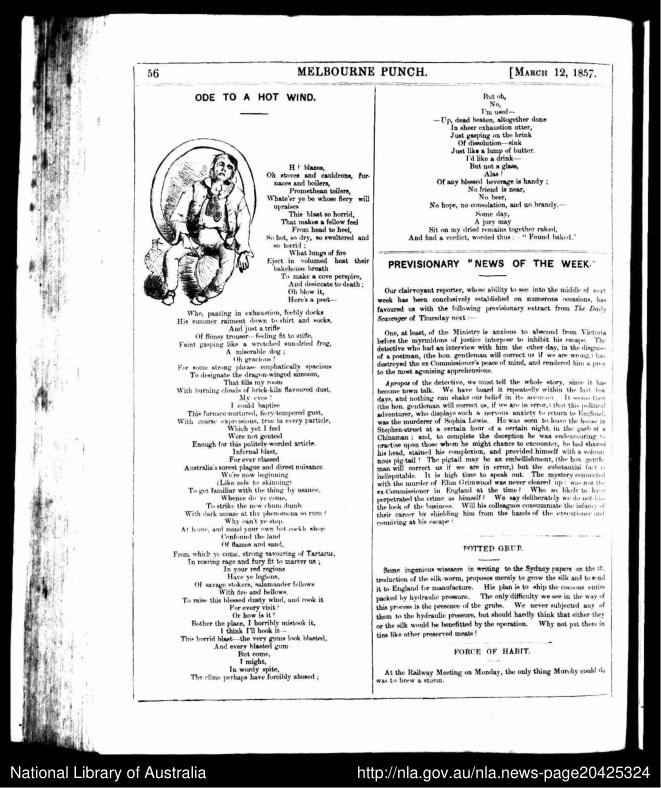 56
MELBOURNE PUNCH.
[MARCH 12, 1857.
ODE TO A HOT WIND.
H! blazes,
Oh stoves and cauldrons, fur-
naces and boilers,
Promethean toilers,
Whate'er ye be whose fiery will
upraises
This blast so horrid,
That makes a fellow feel
From head to heel,
So hot, so dry, so sweltered and
so torrid;
What lungs of fire
Eject in volumed heat their
bakehouse breath
To make a cove perspire,
And desiccate to death;
Oh blow it,
Here's a poet—
Who, panting in exhaustion, feebly docks
His summer raiment down to shirt and socks,
And just a trifle
Of flimsy trouser—feeling fit to stifle,
Faint gasping like a wretched sun-dried frog,
A miserable dog;
Oh gracious!
For some strong phrase emphatically spacious
To designate the dragon-winged simoom,
That fills my room
With burning clouds of brick-kiln flavoured dust,
My eyes!
I could baptise
This furnace-nurtured, fiery-tempered gust,
With coarse expressions, true in every particle,
Which yet I feel
Were not genteel
Enough for this politely-worded article.
Infernal blast,
For ever classed
Australia's sorest plague and direst nuisance.
We're now beginning
(Like eels to skinning)
To get familiar with the thing by usance,
Whence do ye come,
To strike the new chum dumb
With dark amaze at thy phenomena so rum!
Why can't ye stop,
At home, and mind your own hot cockle shop.
Confound the land
Of flames and sand,
From which ye come, strong savouring of Tartarus,
In roaring rage and fury fit to martyr us;
In your red regions
Have ye legions,
Of savage stokers, salamander fellows
With fire and bellows,
To raise this blessed dusty wind, and cook it
For every visit!
Or how is it?
Bother the place, I horribly mistook it,
I think I'll hook it—
This horrid blast—the very gums look blasted,
And every blasted gum
But come,
I might,
In wordy spite,
The clime perhaps have forcibly abused;
But oh,
No,
I'm used—
—Up, dead beaten, altogether done
In sheer exhaustion utter,
Just gasping on the brink
Of dissolution—sink
Just like a lump of butter.
I'd like a drink—
But not a glass,
Alas!
Of any blessed beverage is handy;
No friend is near,
No beer,
No hope, no consolation, and no brandy.—
Some day,
A jury may
Sit on my dried remains together raked,
And find a verdict, worded thus: "Found baked."
PREVISIONARY "NEWS OF THE WEEK."
Our clairvoyant reporter, whose ability to see into the middle of next
week has been conclusively established on numerous occasions, has
favoured us with the following previsionary extract from The Daily
Scavenger of Thursday next :—
One, at least, of the Ministry is anxious to abscond from Victoria
before the myrmidons of justice interpose to inhibit his escape. The
detective who had an interview with him the other day, in the disguise
of a postman, (the hon. gentleman will correct us if we are wrong,) has
destroyed the ex-Commissioner's peace of mind, and rendered him a prey
to the most agonising apprehensions.
Apropos of the detective, we must tell the whole story, since it has
become town talk. We have heard it repeatedly within the last few
days, and nothing can shake our belief in its accuracy. It seems then
(the hon. gentleman will correct us, if we are in error,) that this political
adventurer, who displays such a nervous anxiety to return to England,
was the murderer of Sophia Lewis. He was seen to leave the house in
Stephen-street at a certain hour of a certain night, in the garb of a
Chinaman; and, to complete the deception he was endeavouring to
practise upon those whom he might chance to encounter, he had shaved
his head, stained his complexion, and provided himself with a volumi-
nous pig-tail! The pigtail may be an embellishment, (the hon. gentle-
man will correct us if we are in error,) but the substantial fact is
indisputable. It is high time to speak out. The mystery connected
with the murder of Eliza Grimwood was never cleared up: was not the
ex-Commissioner in England at the time? Who so likely to have
perpetrated the crime as himself? We say deliberately we do not like
the look of the business. Will his colleagues consummate the infamy of
their career by shielding him from the hands of the executioner and
conniving at his escape?
POTTED GRUB.
Some ingenious wiseacre in writing to the Sydney papers on the in-
troduction of the silk-worm, proposes merely to grow the silk and to send
it to England for manufacture. His plan is to ship the cocoons entire
packed by hydraulic pressure. The only difficulty we see in the way of
this process is the presence of the grubs. We never subjected any of
them to the hydraulic pressure, but should hardly think that either they
or the silk would be benefitted by the operation. Why not put them in
tins like other preserved meats!
FORCE OF HABIT.
At the Railway Meeting on Monday, the only thing Murphy could do
was to brew a storm.
National Library of Australia
http://nla.gov.au/nla.news-page20425324